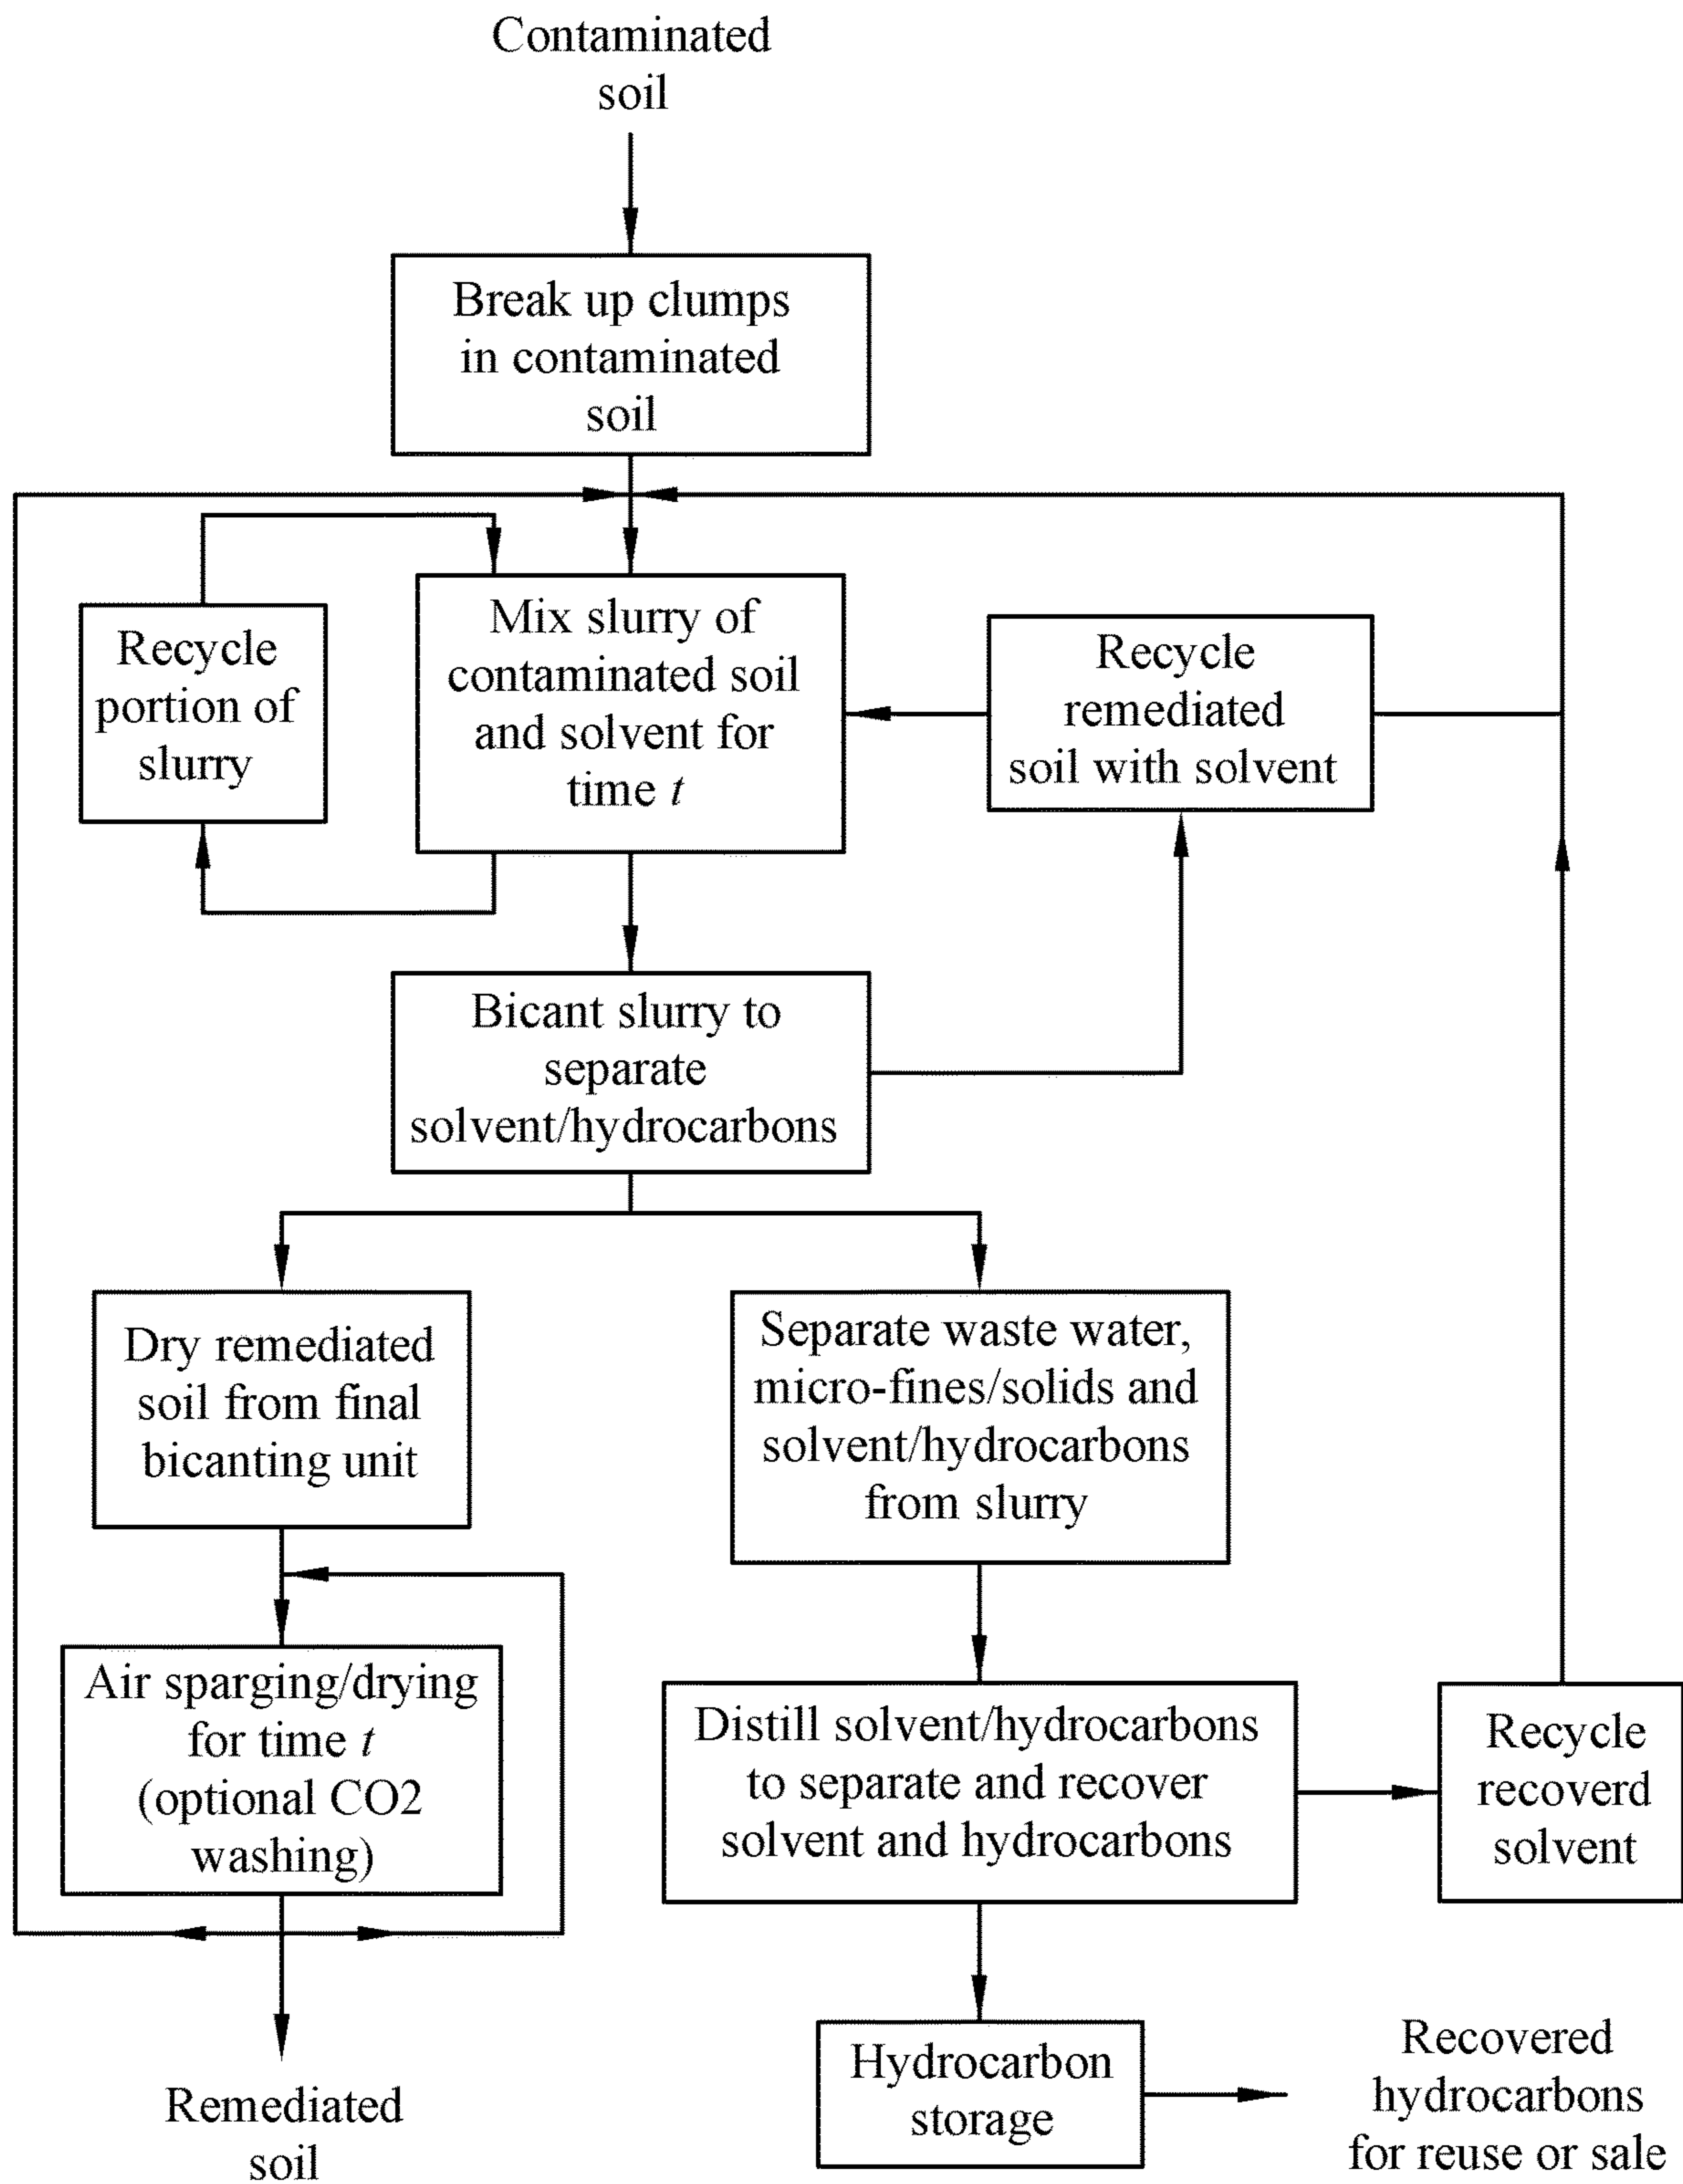 Contaminated
soil
Break up clumps
in contaminated
soil
Recycle
portion of
slurry
Mix slurry of
contaminated soil
and solvent for
time t
Recycle
remediated
soil with solvent
Bicant slurry to
separate
solvent/hydrocarbons
Dry remediated
soil from final
bicanting unit
Separate waste water,
micro-fines/solids and
solvent/hydrocarbons
from slurry
Air sparging/drying
for time t
(optional CO2
washing)
Distill solvent/hydrocarbons
to separate and recover
solvent and hydrocarbons
Recycle
recoverd
solvent
Remediated
soil
Hydrocarbon
storage
Recovered
hydrocarbons
for reuse or sale